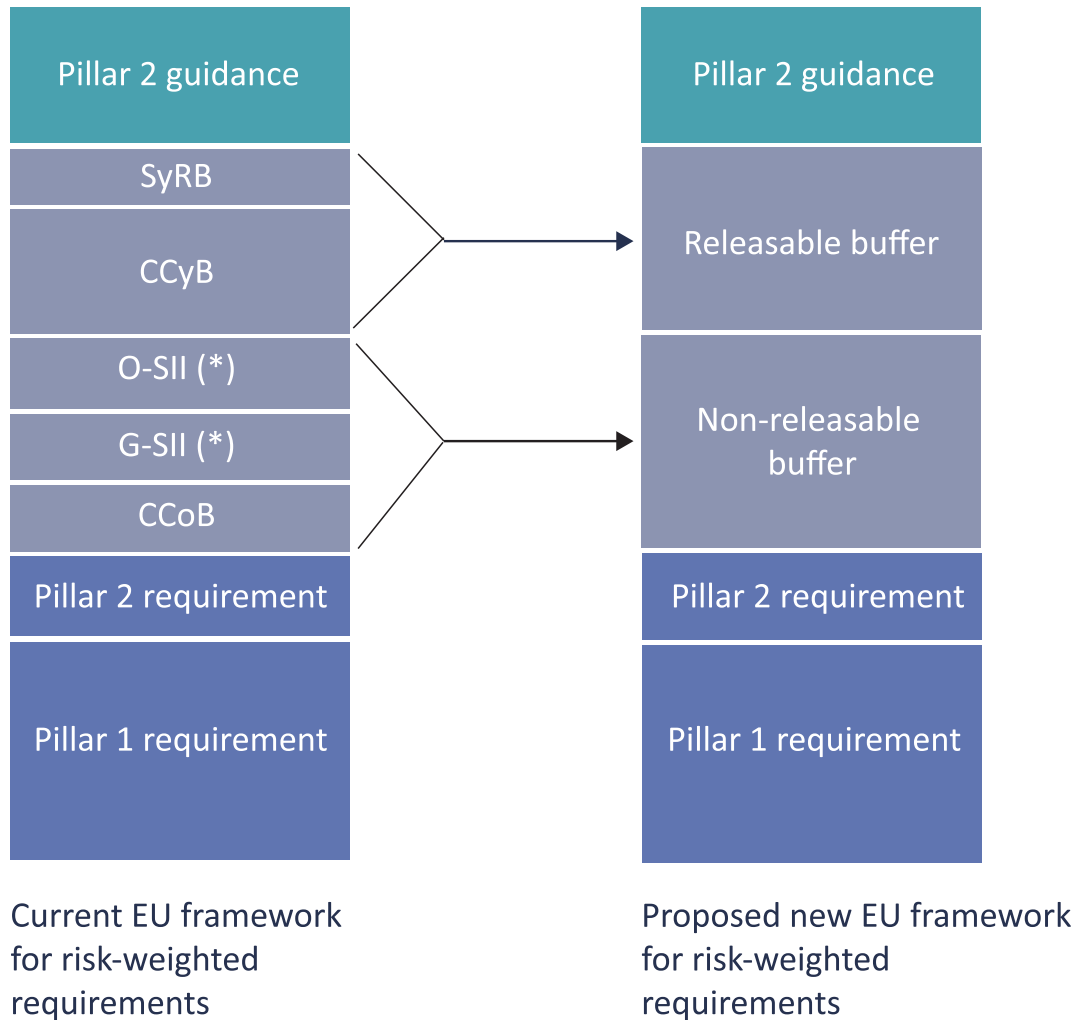 Pillar 2 guidance
SyRB
CCyB
O-SII (*)
G-SII (*)
CCoB
Pillar 2 requirement
Pillar 1 requirement
Current EU framework
for risk-weighted
requirements
Pillar 2 guidance
Releasable buffer
Non-releasable
buffer
Pillar 2 requirement
Pillar 1 requirement
Proposed new EU framework
for risk-weighted
requirements